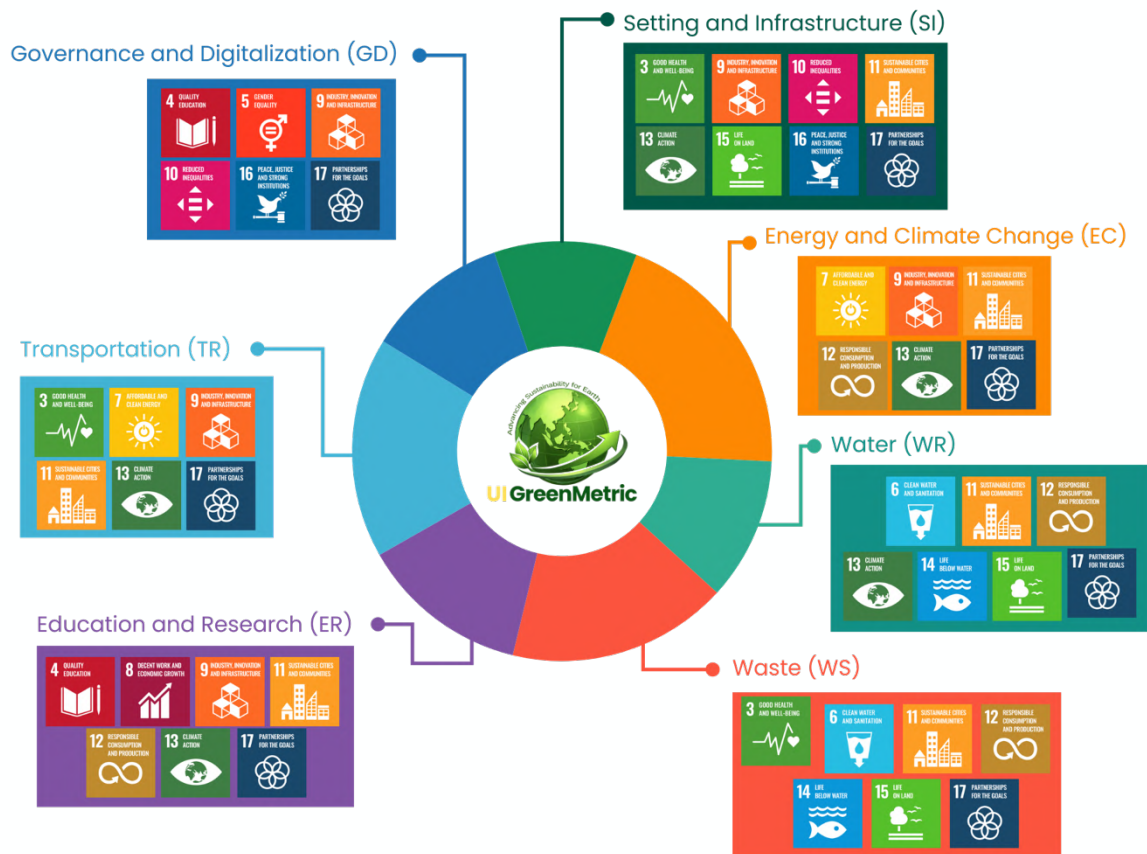 Setting and Infrastructure (SI)
3 GOOD HEALTH
AND WELL-BEING
9 INDUSTRY, INNOVATION
AND INFRASTRUCTURE
10 REDUCED
INEQUALITIES
11 SUSTAINABLE CITIES
AND COMMUNITIES
13 CLIMATE
ACTION
15 LIFE
ON LAND
16 PEACE, JUSTICE
AND STRONG
INSTITUTIONS
17 PARTNERSHIPS
FOR THE GOALS
Governance and Digitalization (GD)
4 QUALITY
EDUCATION
5 GENDER
EQUALITY
9 INDUSTRY, INNOVATION
AND INFRASTRUCTURE
10 REDUCED
INEQUALITIES
16 PEACE, JUSTICE
AND STRONG
INSTITUTIONS
17 PARTNERSHIPS
FOR THE GOALS
Energy and Climate Change (EC)
7 AFFORDABLE AND
CLEAN ENERGY
9 INDUSTRY, INNOVATION
AND INFRASTRUCTURE
11 SUSTAINABLE CITIES
AND COMMUNITIES
12 RESPONSIBLE
CONSUMPTION
AND PRODUCTION
13 CLIMATE
ACTION
17 PARTNERSHIPS
FOR THE GOALS
Transportation (TR)
3 GOOD HEALTH
AND WELL-BEING
7 AFFORDABLE AND
CLEAN ENERGY
9 INDUSTRY, INNOVATION
AND INFRASTRUCTURE
11 SUSTAINABLE CITIES
AND COMMUNITIES
13 CLIMATE
ACTION
17 PARTNERSHIPS
FOR THE GOALS
Advancing Sustainability for Earth
UI GreenMetric
Water (WR)
6 CLEAN WATER
AND SANITATION
11 SUSTAINABLE CITIES
AND COMMUNITIES
12 RESPONSIBLE
CONSUMPTION
AND PRODUCTION
13 CLIMATE
ACTION
14 LIFE
BELOW WATER
15 LIFE
ON LAND
17 PARTNERSHIPS
FOR THE GOALS
Education and Research (ER)
4 QUALITY
EDUCATION
8 DECENT WORK AND
ECONOMIC GROWTH
9 INDUSTRY, INNOVATION
AND INFRASTRUCTURE
11 SUSTAINABLE CITIES
AND COMMUNITIES
12 RESPONSIBLE
CONSUMPTION
AND PRODUCTION
13 CLIMATE
ACTION
17 PARTNERSHIPS
FOR THE GOALS
Waste (WS)
3 GOOD HEALTH
AND WELL-BEING
6 CLEAN WATER
AND SANITATION
11 SUSTAINABLE CITIES
AND COMMUNITIES
12 RESPONSIBLE
CONSUMPTION
AND PRODUCTION
14 LIFE
BELOW WATER
15 LIFE
ON LAND
17 PARTNERSHIPS
FOR THE GOALS